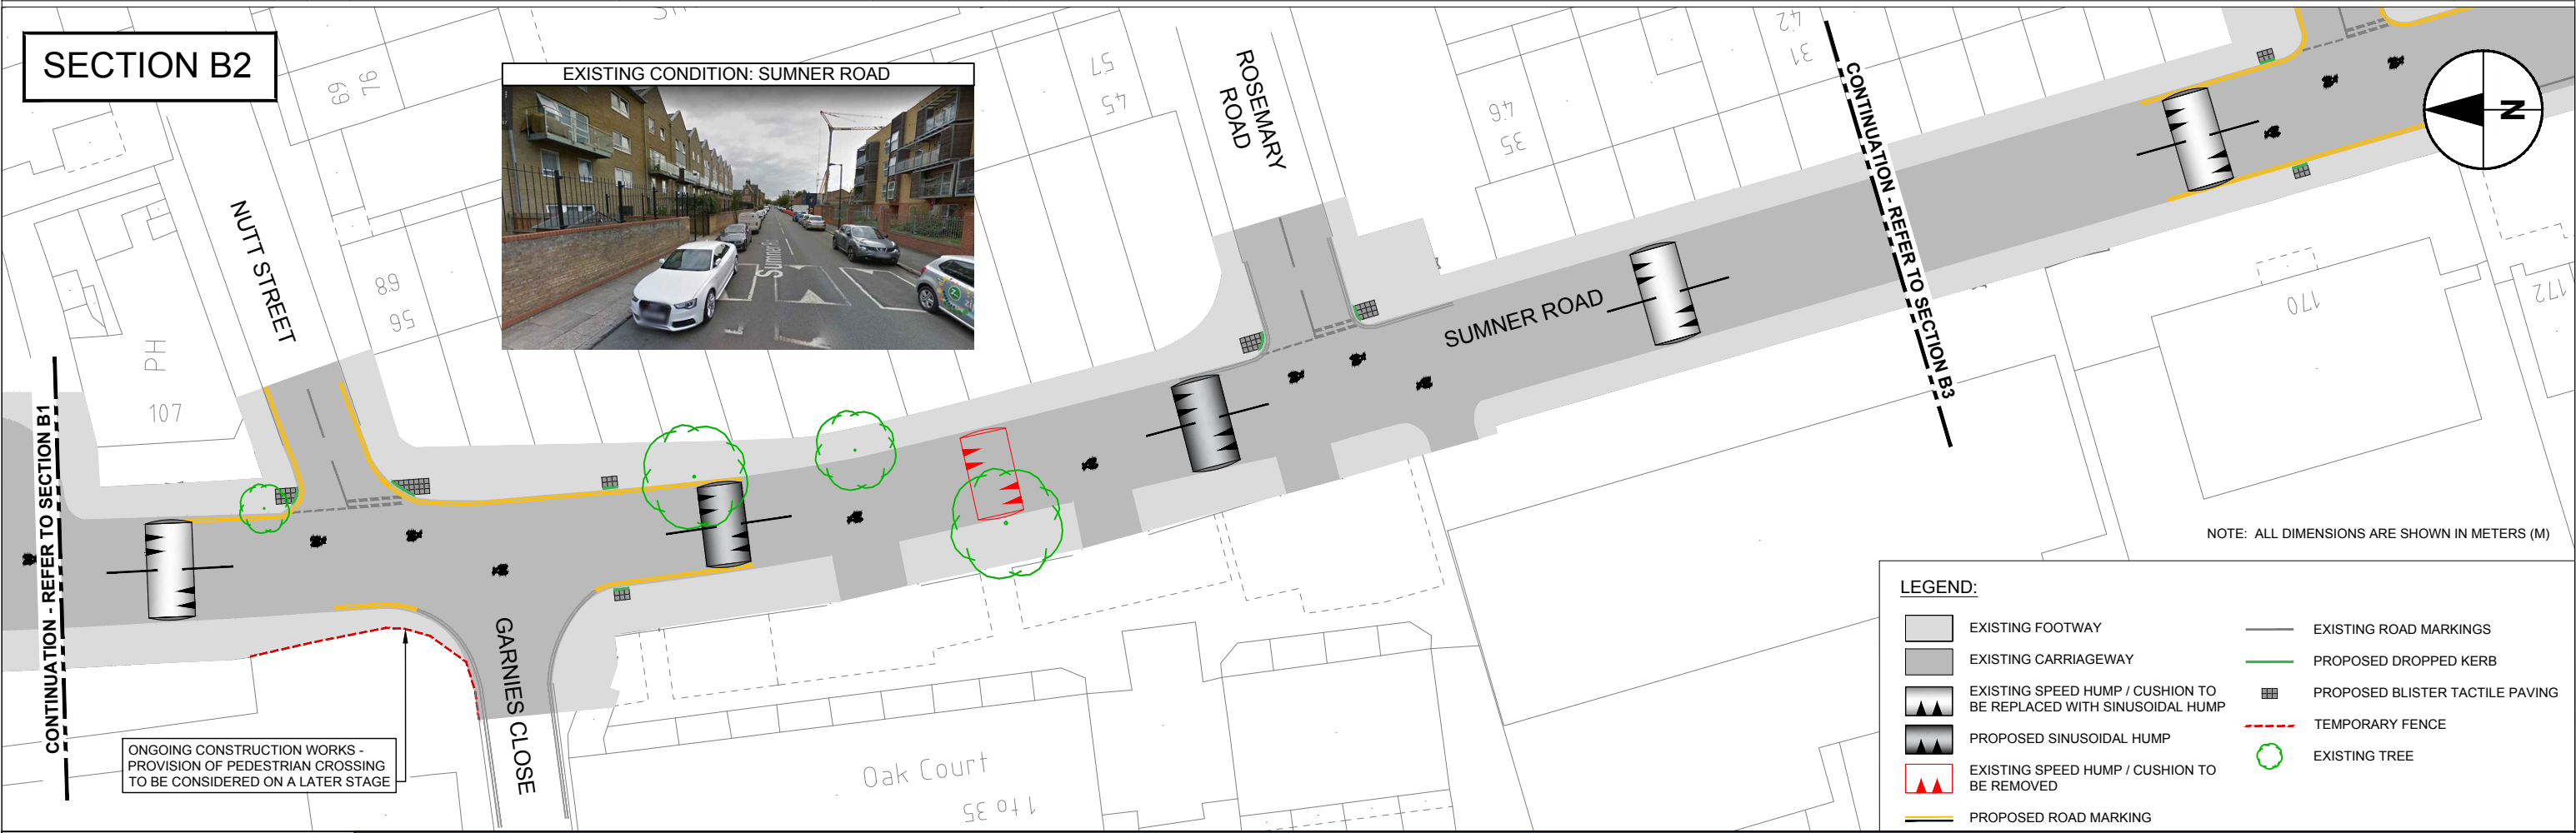 SECTION B2
EXISTING CONDITION: SUMNER ROAD
Sumner R
NUTT STREET
ROSEMARY
ROAD
SUMNER ROAD
GARNIES CLOSE
CONTINUATION - REFER TO SECTION B1
CONTINUATION - REFER TO SECTION B3
N
69
76
68
56
PH
107
57
45
46
35
42
31
170
172
Oak Court
1 to 35
ONGOING CONSTRUCTION WORKS -
PROVISION OF PEDESTRIAN CROSSING
TO BE CONSIDERED ON A LATER STAGE
NOTE: ALL DIMENSIONS ARE SHOWN IN METERS (M)
LEGEND:
EXISTING FOOTWAY
EXISTING CARRIAGEWAY
EXISTING SPEED HUMP / CUSHION TO
BE REPLACED WITH SINUSOIDAL HUMP
PROPOSED SINUSOIDAL HUMP
EXISTING SPEED HUMP / CUSHION TO
BE REMOVED
PROPOSED ROAD MARKING
EXISTING ROAD MARKINGS
PROPOSED DROPPED KERB
PROPOSED BLISTER TACTILE PAVING
TEMPORARY FENCE
EXISTING TREE